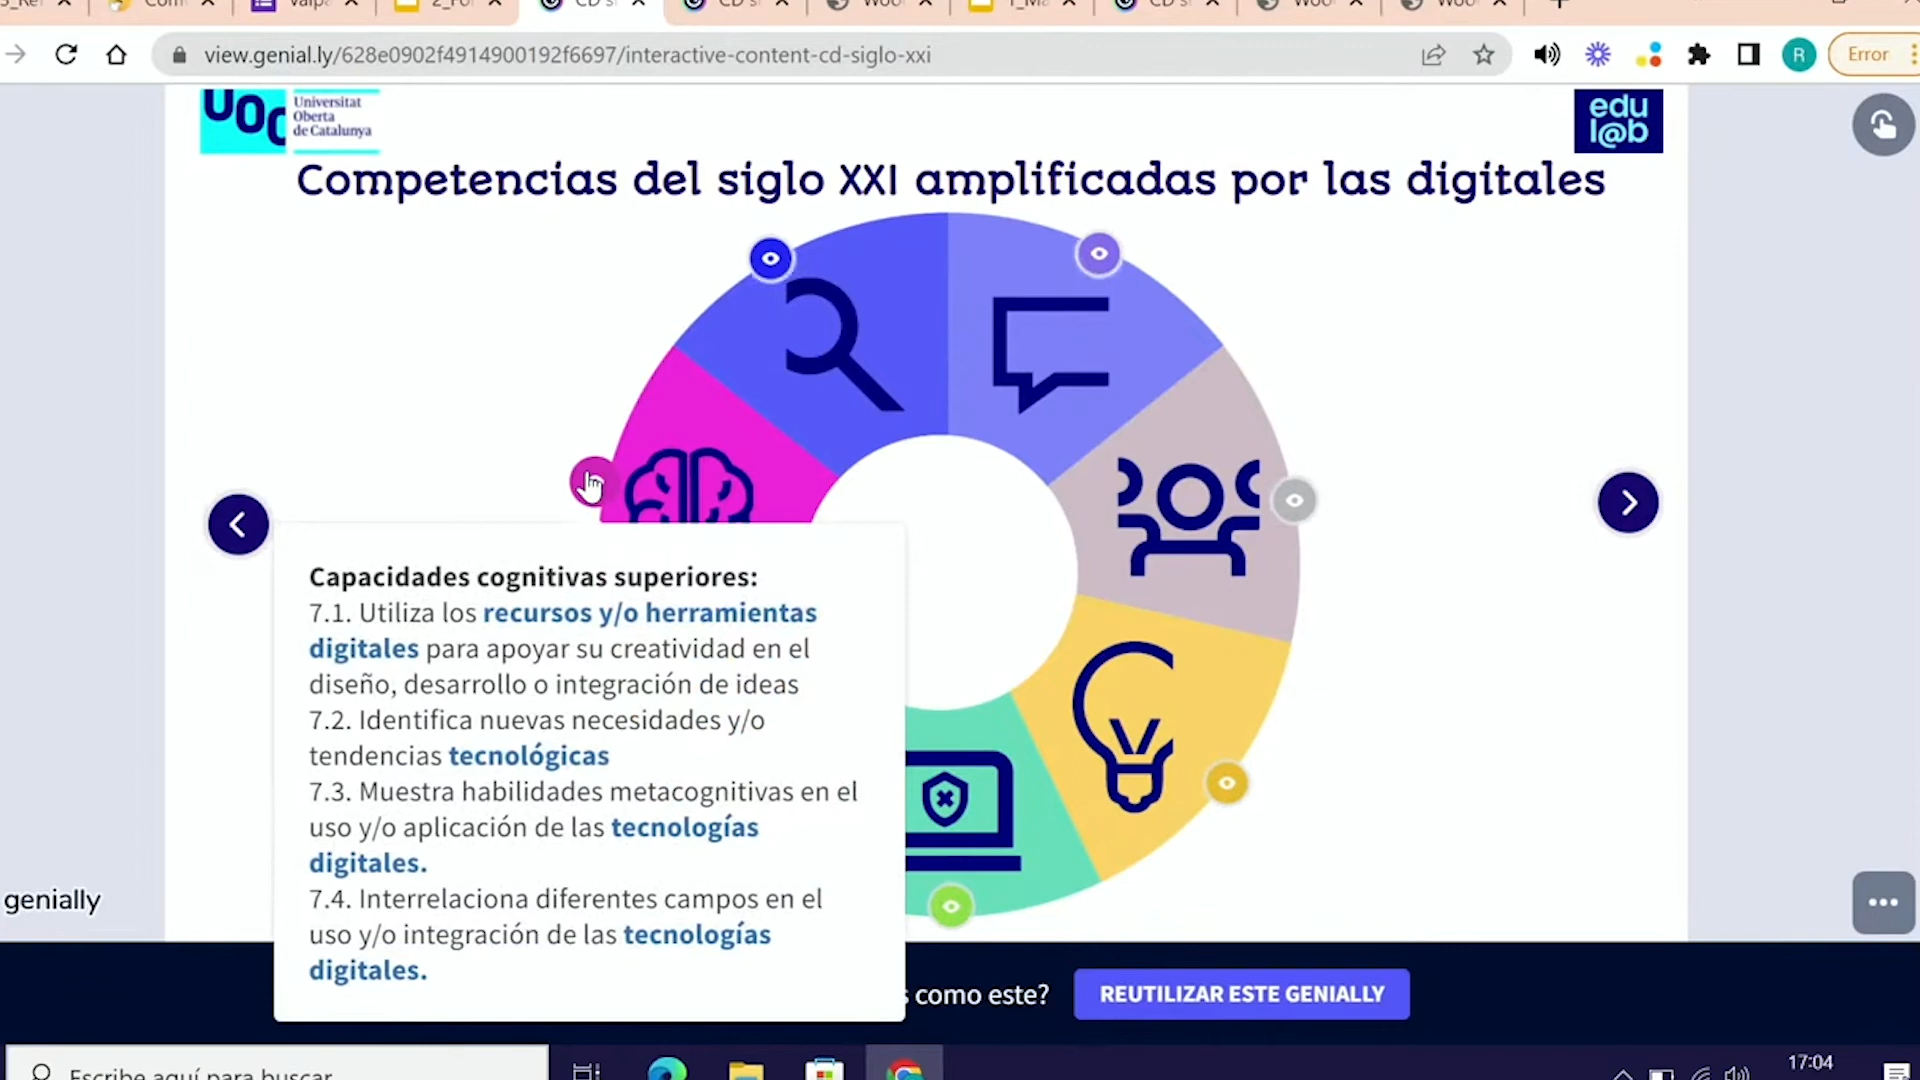 view.genial.ly/628e0902f4914900192f6697/interactive-content-cd-siglo-xxi
R
Error
UOC
Universitat
Oberta
de Catalunya
edu
l@b
Competencias del siglo XXI amplificadas por las digitales
Capacidades cognitivas superiores:
7.1. Utiliza los recursos y/o herramientas
digitales para apoyar su creatividad en el
diseño, desarrollo o integración de ideas
7.2. Identifica nuevas necesidades y/o
tendencias tecnológicas
7.3. Muestra habilidades metacognitivas en el
uso y/o aplicación de las tecnologías
digitales.
7.4. Interrelaciona diferentes campos en el
uso y/o integración de las tecnologías
digitales.
genially
como este?
REUTILIZAR ESTE GENIALLY
Escribe aquí para buscar
17:04